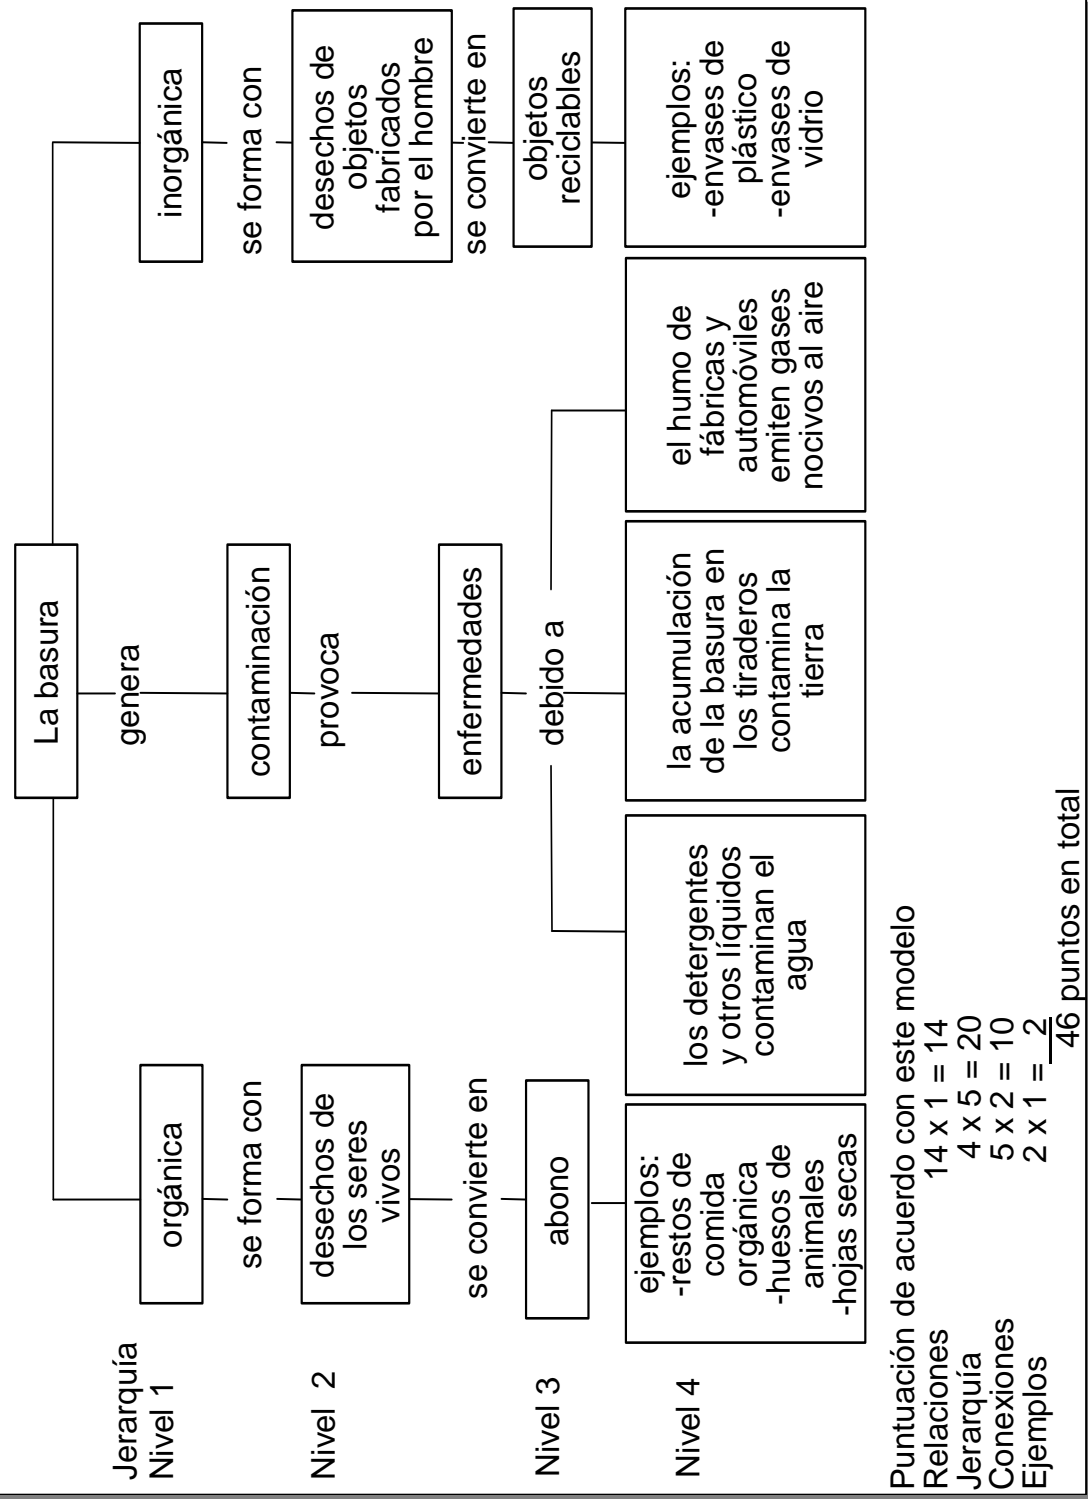 La basura
genera
Jerarquía
Nivel 1
orgánica
contaminación
inorgánica
se forma con
provoca
se forma con
Nivel 2
desechos de
los seres
vivos
enfermedades
desechos de
objetos
fabricados
por el hombre
se convierte en
debido a
se convierte en
Nivel 3
abono
objetos
reciclables
Nivel 4
ejemplos:
-restos de
comida
orgánica
-huesos de
animales
-hojas secas
los detergentes
y otros líquidos
contaminan el
agua
la acumulación
de la basura en
los tiraderos
contamina la
tierra
el humo de
fábricas y
automóviles
emiten gases
nocivos al aire
ejemplos:
-envases de
plástico
-envases de
vidrio
Puntuación de acuerdo con este modelo
Relaciones 14 x 1 = 14
Jerarquía 4 x 5 = 20
Conexiones 5 x 2 = 10
Ejemplos 2 x 1 = 2
46 puntos en total